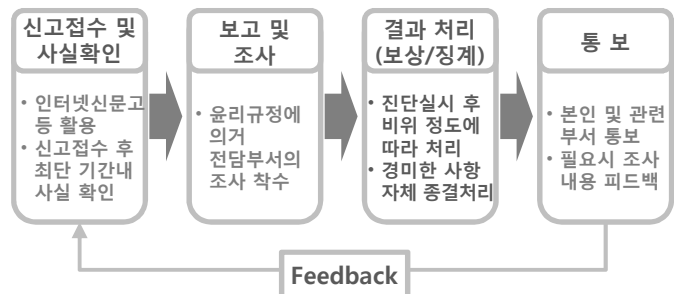 신고접수 및
사실확인
• 인터넷신문고
등 활용
• 신고접수 후
최단 기간내
사실 확인
보고 및
조사
• 윤리규정에
의거
전담부서의
조사 착수
결과 처리
(보상/징계)
• 진단실시 후
비위 정도에
따라 처리
• 경미한 사항
자체 종결처리
통 보
• 본인 및 관련
부서 통보
• 필요시 조사
내용 피드백
Feedback